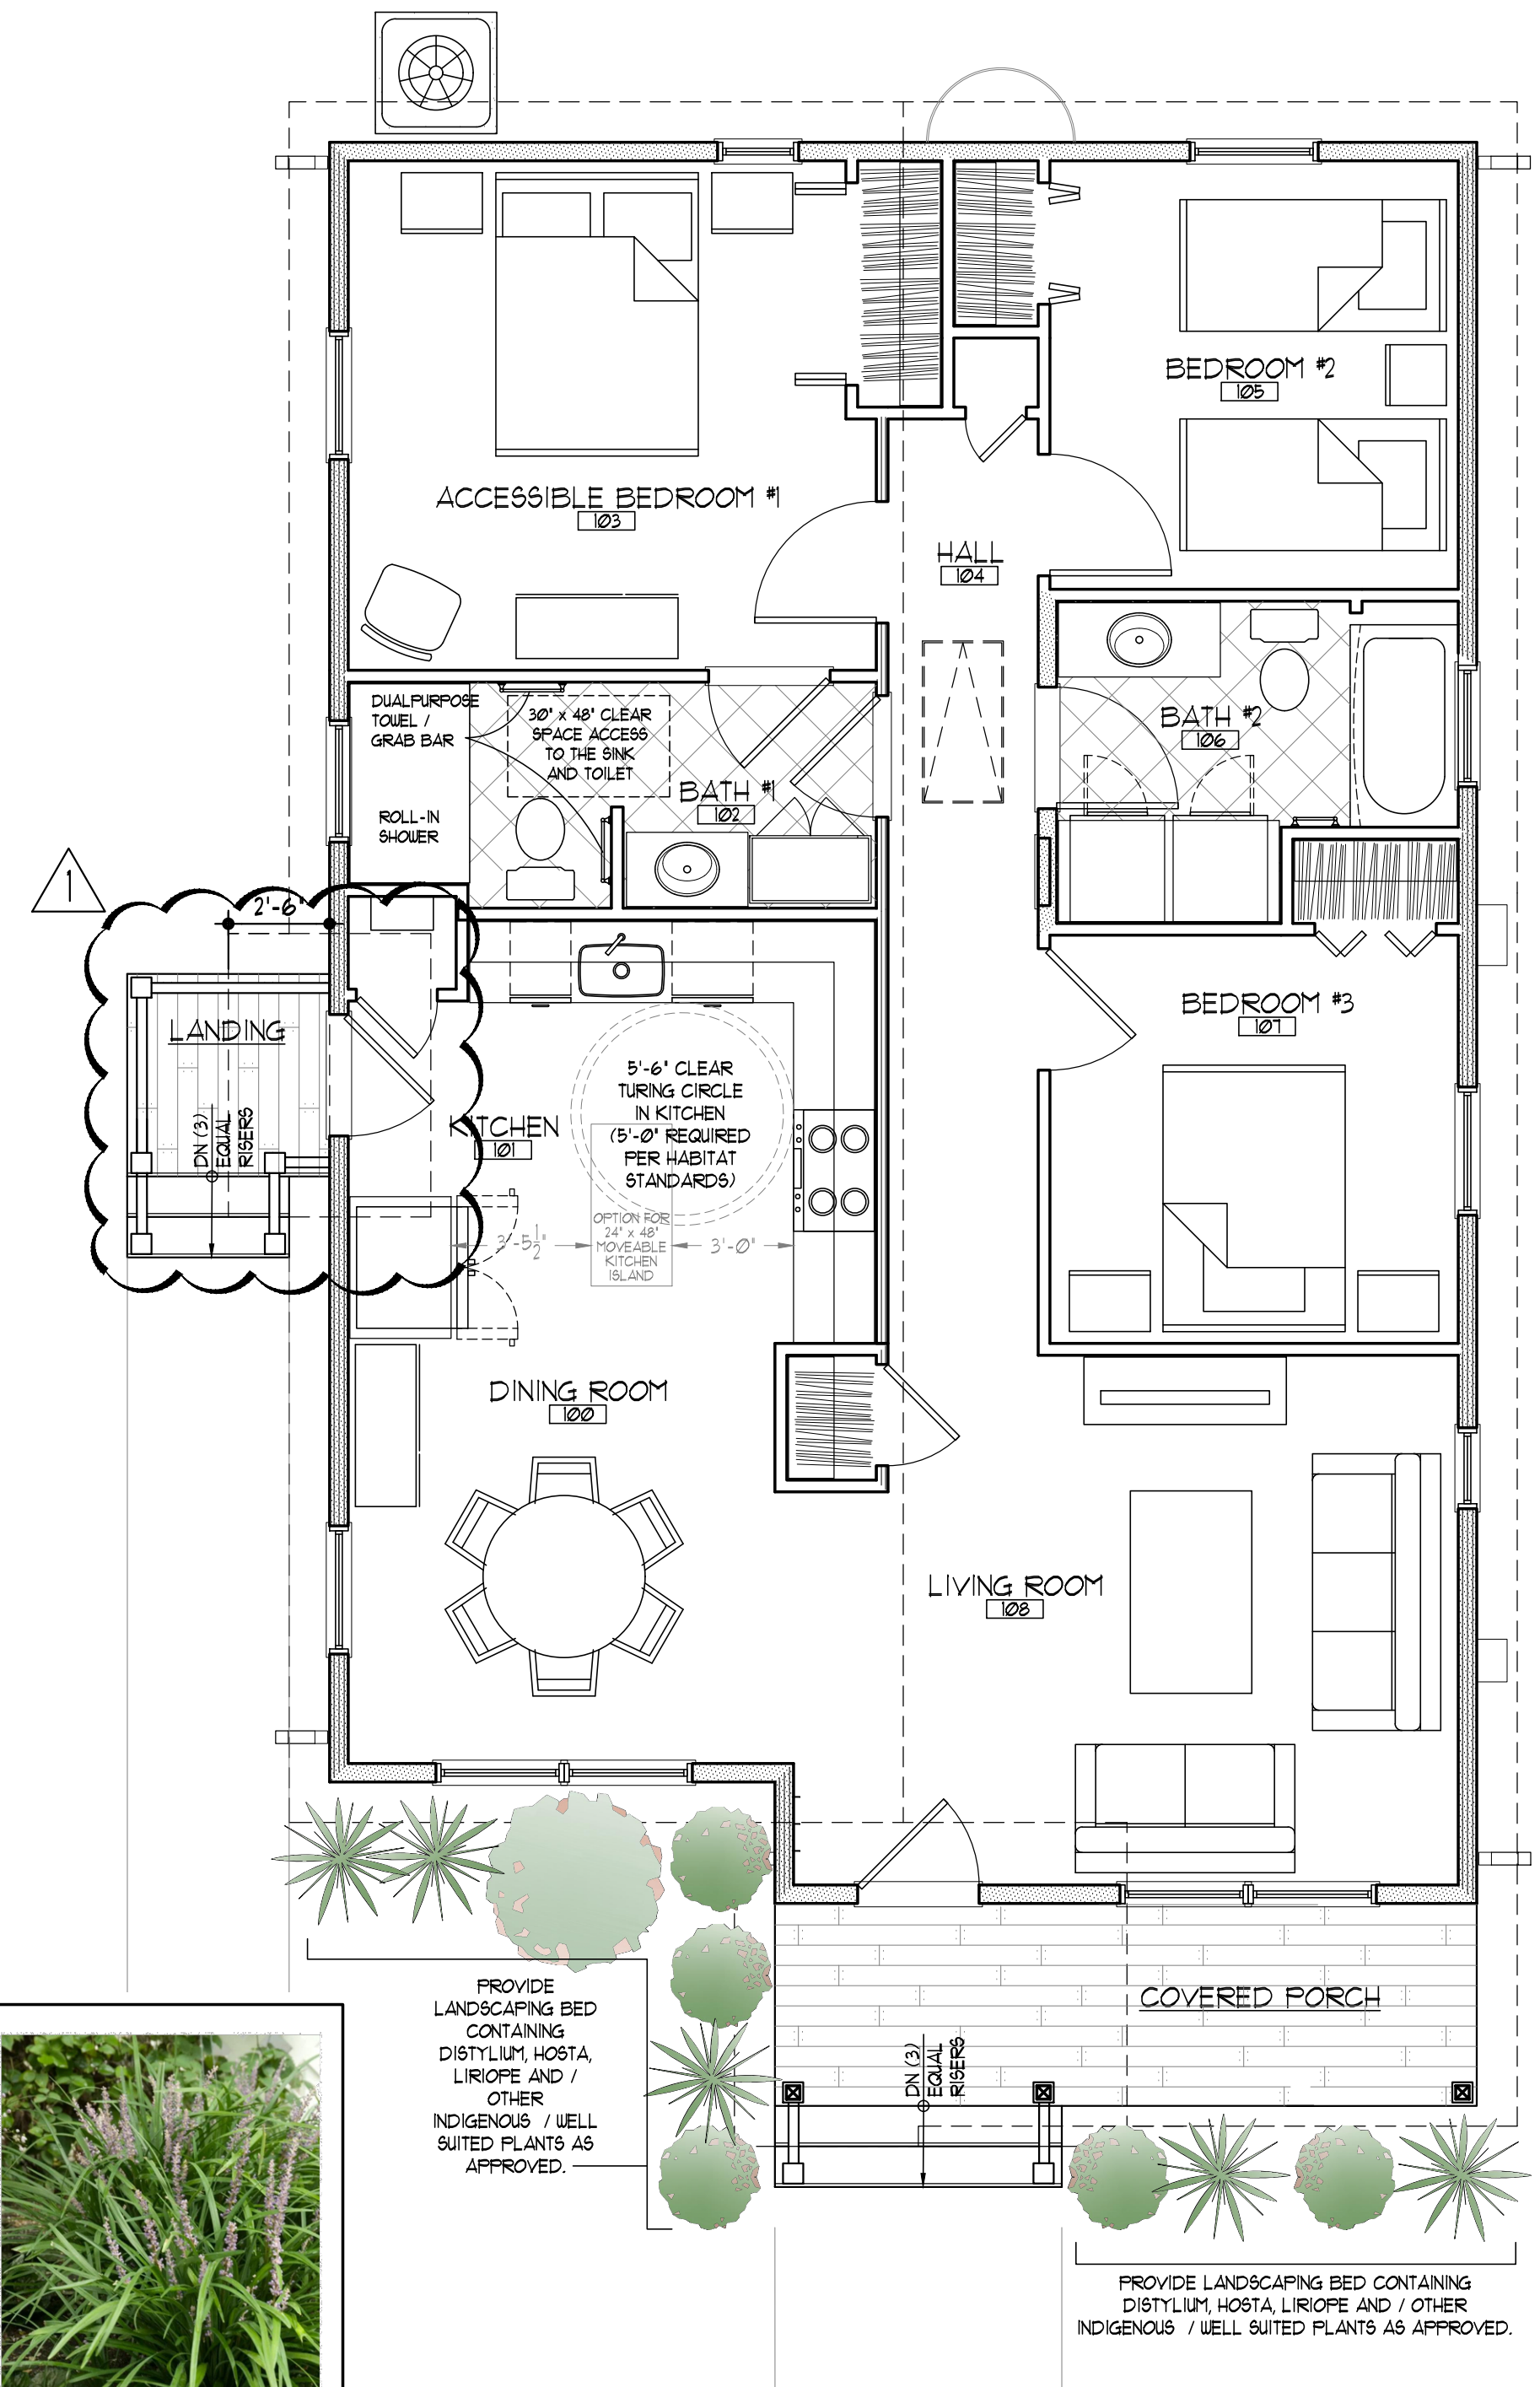 BEDROOM #2
105
ACCESSIBLE BEDROOM #1
103
HALL
104
DUALPURPOSE
TOWEL /
GRAB BAR
30" x 48" CLEAR
SPACE ACCESS
TO THE SINK
AND TOILET
BATH #2
106
BATH #1
102
ROLL-IN
SHOWER
1
2'-6"
LANDING
BEDROOM #3
107
DN (3)
EQUAL
RISERS
KITCHEN
101
5'-6" CLEAR
TURING CIRCLE
IN KITCHEN
(5'-0" REQUIRED
PER HABITAT
STANDARDS)
3'-5 1/2"
OPTION FOR
24" x 48"
MOVEABLE
KITCHEN
ISLAND
3'-0"
DINING ROOM
100
LIVING ROOM
108
PROVIDE
LANDSCAPING BED
CONTAINING
DISTYLIUM, HOSTA,
LIRIOPE AND /
OTHER
INDIGENOUS / WELL
SUITED PLANTS AS
APPROVED.
COVERED PORCH
DN (3)
EQUAL
RISERS
PROVIDE LANDSCAPING BED CONTAINING
DISTYLIUM, HOSTA, LIRIOPE AND / OTHER
INDIGENOUS / WELL SUITED PLANTS AS APPROVED.